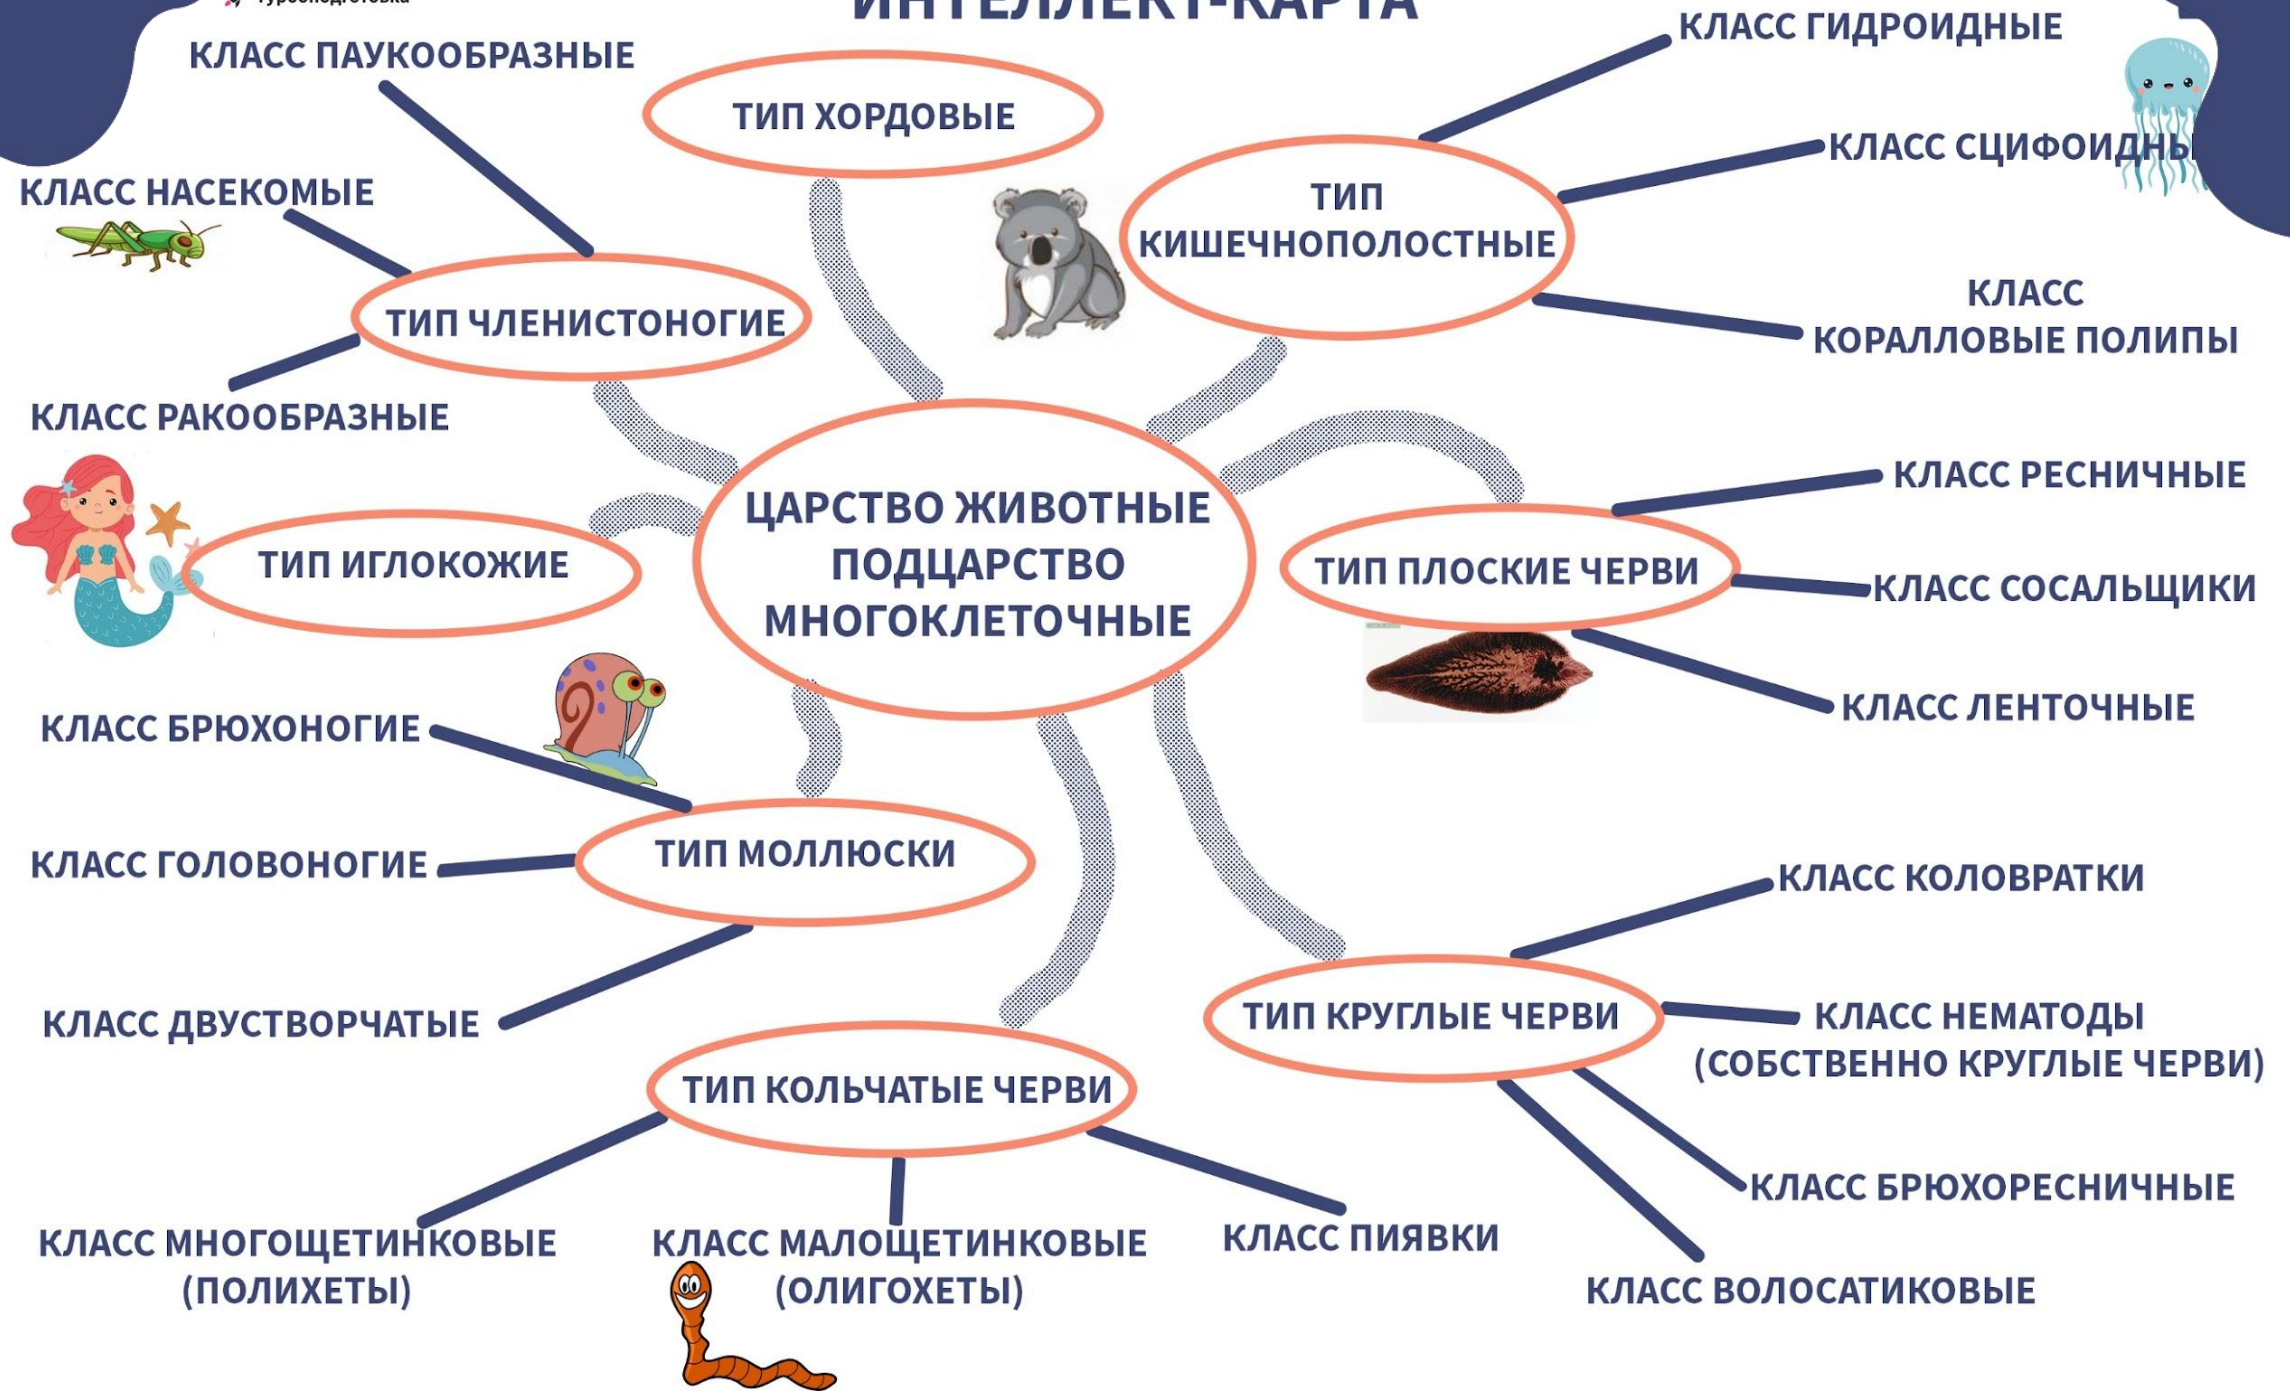 Турбоподготовка
ИНТЕЛЛЕКТ-КАРТА
КЛАСС ПАУКООБРАЗНЫЕ
КЛАСС НАСЕКОМЫЕ
ТИП ЧЛЕНИСТОНОГИЕ
КЛАСС РАКООБРАЗНЫЕ
ТИП ХОРДОВЫЕ
КЛАСС ГИДРОИДНЫЕ
КЛАСС СЦИФОИДНЫ
ТИП
КИШЕЧНОПОЛОСТНЫЕ
КЛАСС
КОРАЛЛОВЫЕ ПОЛИПЫ
ТИП ИГЛОКОЖИЕ
ЦАРСТВО ЖИВОТНЫЕ
ПОДЦАРСТВО
МНОГОКЛЕТОЧНЫЕ
КЛАСС РЕСНИЧНЫЕ
ТИП ПЛОСКИЕ ЧЕРВИ
КЛАСС СОСАЛЬЩИКИ
КЛАСС ЛЕНТОЧНЫЕ
КЛАСС БРЮХОНОГИЕ
ТИП МОЛЛЮСКИ
КЛАСС ГОЛОВОНОГИЕ
КЛАСС ДВУСТВОРЧАТЫЕ
КЛАСС КОЛОВРАТКИ
ТИП КРУГЛЫЕ ЧЕРВИ
КЛАСС НЕМАТОДЫ
(СОБСТВЕННО КРУГЛЫЕ ЧЕРВИ)
КЛАСС БРЮХОРЕСНИЧНЫЕ
КЛАСС ВОЛОСАТИКОВЫЕ
ТИП КОЛЬЧАТЫЕ ЧЕРВИ
КЛАСС МНОГОЩЕТИНКОВЫЕ
(ПОЛИХЕТЫ)
КЛАСС МАЛОЩЕТИНКОВЫЕ
(ОЛИГОХЕТЫ)
КЛАСС ПИЯВКИ